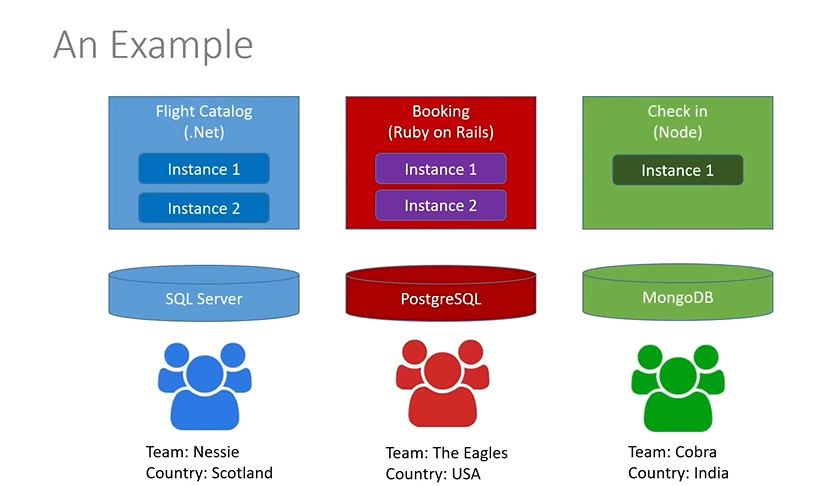 An Example
Flight Catalog
(.Net)
Instance 1
Instance 2
Booking
(Ruby on Rails)
Instance 1
Instance 2
Check in
(Node)
Instance 1
SQL Server
PostgreSQL
MongoDB
Team: Nessie
Country: Scotland
Team: The Eagles
Country: USA
Team: Cobra
Country: India